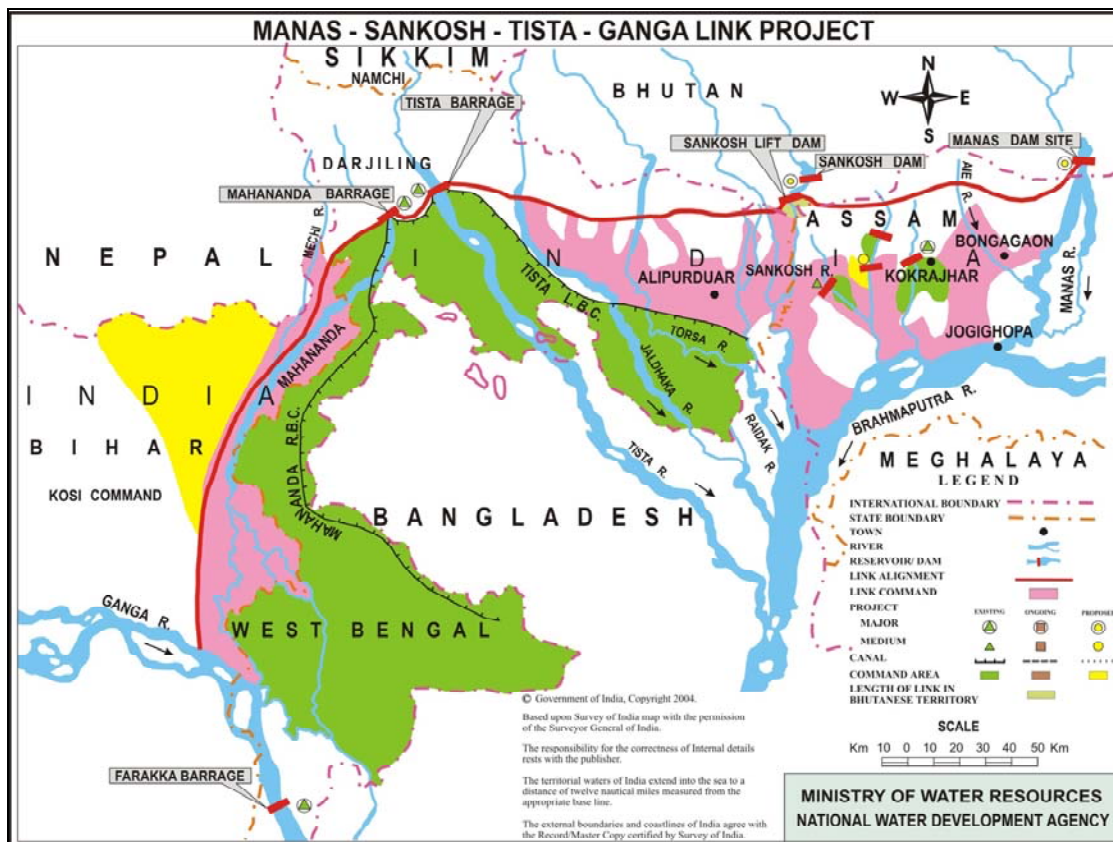 MANAS - SANKOSH - TISTA - GANGA LINK PROJECT
SIKKIM
NAMCHI
TISTA BARRAGE
BHUTAN
N
W E
S
SANKOSH LIFT DAM
MANAS DAM SITE
SANKOSH DAM
DARJILING
MAHANANDA BARRAGE
MECHI R.
AIE R.
ASSAM
NEPAL
INDIA
BONGAGAON
ALIPURDUAR
SANKOSH R.
KOKRAJHAR
MANAS R.
TISTA L.B.C.
TORSA R.
JOGIGHOPA
MAHANANDA
JALDHAKA R.
RAIDAK R.
BRAHMAPUTRA R.
INDIA
BIHAR
KOSI COMMAND
MAHANANDA R.B.C.
TISTA R.
BANGLADESH
MEGHALAYA
GANGA R.
WEST BENGAL
FARAKKA BARRAGE
LEGEND
INTERNATIONAL BOUNDARY
STATE BOUNDARY
TOWN
RIVER
RESERVOIR/ DAM
LINK ALIGNMENT
LINK COMMAND
PROJECT EXISTING ONGOING PROPOSED
MAJOR
MEDIUM
CANAL
COMMAND AREA
LENGTH OF LINK IN
BHUTANESE TERRITORY
SCALE
Km 10 0 10 20 30 40 50 Km
© Government of India, Copyright 2004.
Based upon Survey of India map with the permission
of the Surveyor General of India.
The responsibility for the correctness of Internal details
rests with the publisher.
The territorial waters of India extend into the sea to a
distance of twelve nautical miles measured from the
appropriate base line.
The external boundaries and coastlines of India agree with
the Record/Master Copy certified by Survey of India.
MINISTRY OF WATER RESOURCES
NATIONAL WATER DEVELOPMENT AGENCY